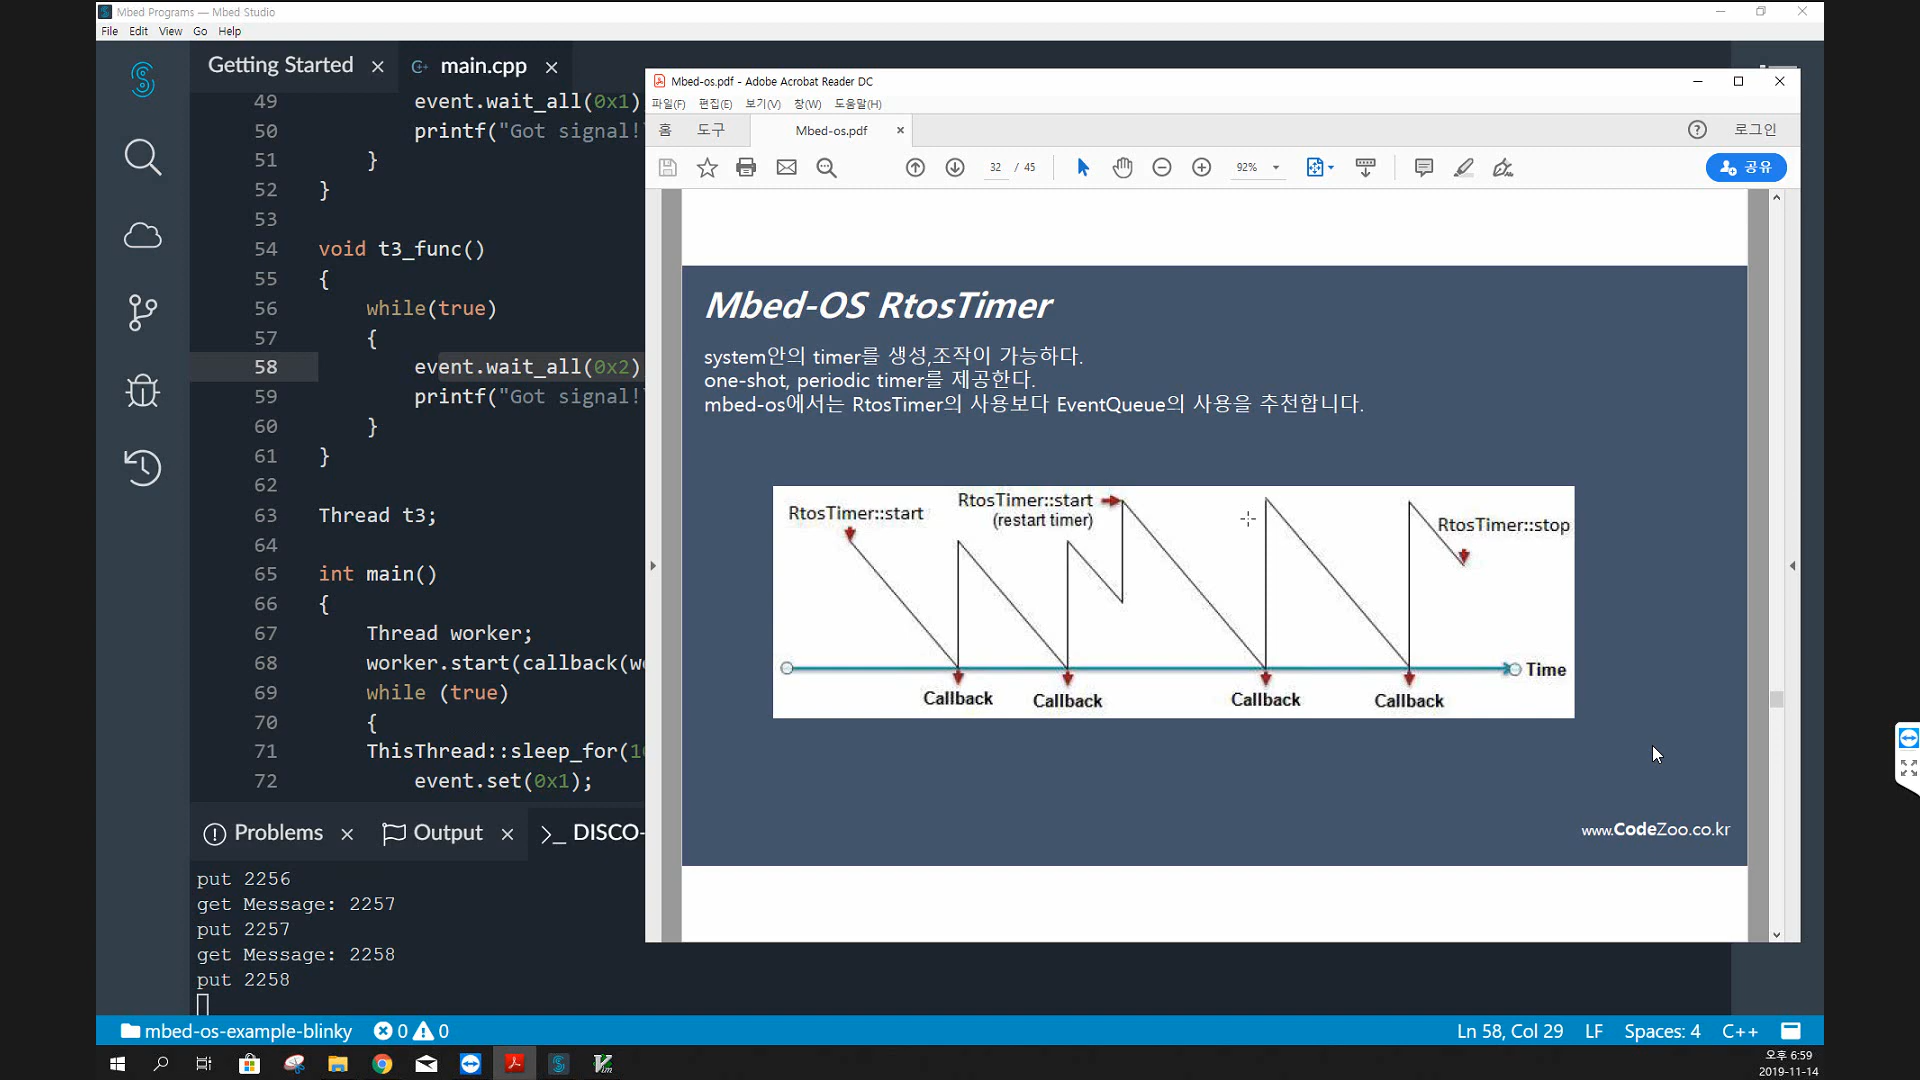 Mbed Programs — Mbed Studio
File Edit View Go Help
Getting Started × main.cpp ×
49 event.wait_all(0x1)
50 printf("Got signal!
51 }
52 }
53
54 void t3_func()
55 {
56 while(true)
57 {
58 event.wait_all(0x2)
59 printf("Got signal!
60 }
61 }
62
63 Thread t3;
64
65 int main()
66 {
67 Thread worker;
68 worker.start(callback(w
69 while (true)
70 {
71 ThisThread::sleep_for(1
72 event.set(0x1);
Problems × Output × >_ DISCO-
put 2256
get Message: 2257
put 2257
get Message: 2258
put 2258
mbed-os-example-blinky 0 0 Ln 58, Col 29 LF Spaces: 4 C++
Mbed-os.pdf - Adobe Acrobat Reader DC
파일(F) 편집(E) 보기(V) 창(W) 도움말(H)
홈 도구 Mbed-os.pdf × 로그인
32 / 45 92% 공유
Mbed-OS RtosTimer
system안의 timer를 생성,조작이 가능하다.
one-shot, periodic timer를 제공한다.
mbed-os에서는 RtosTimer의 사용보다 EventQueue의 사용을 추천합니다.
RtosTimer::start
RtosTimer::start
(restart timer)
RtosTimer::stop
Time
Callback Callback Callback Callback
www.CodeZoo.co.kr
오후 6:59
2019-11-14